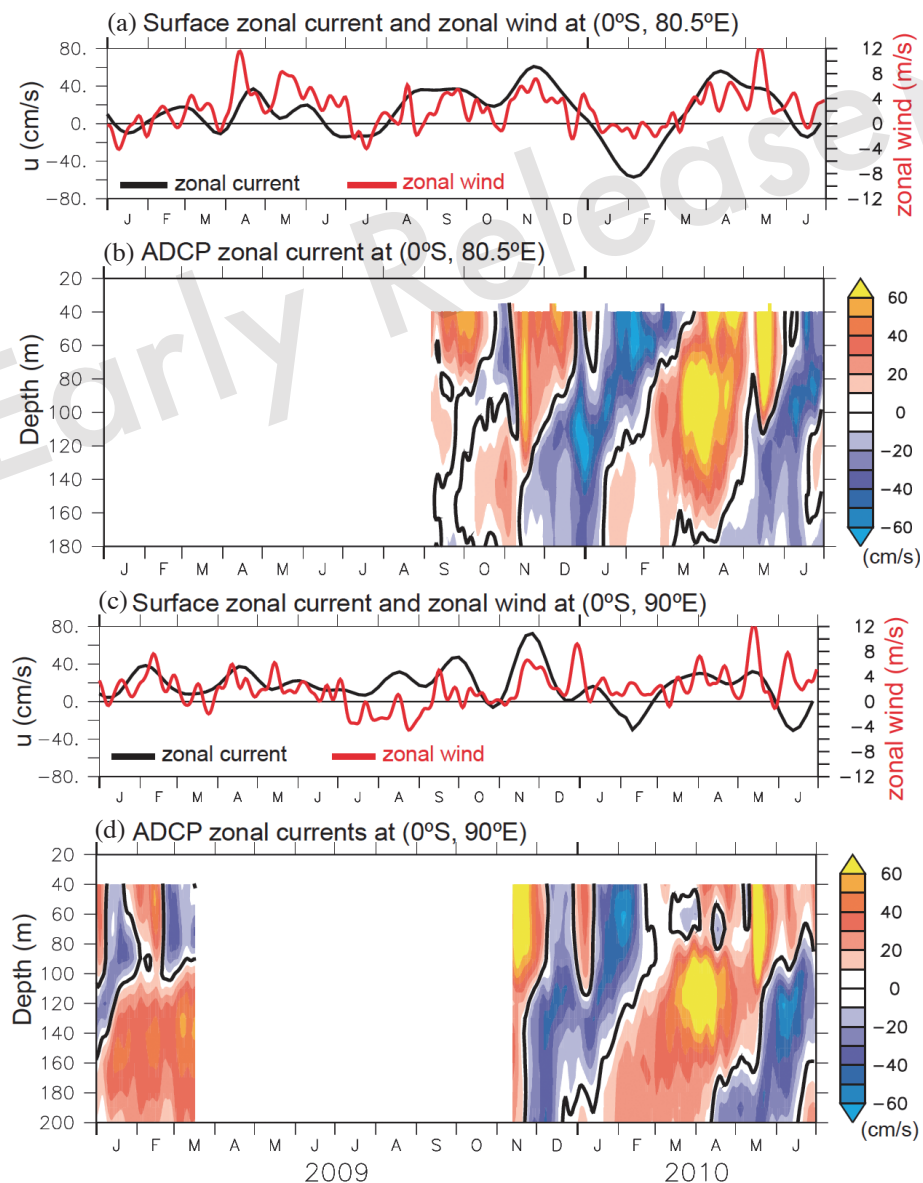 (a) Surface zonal current and zonal wind at (0ºS, 80.5ºE)
80.
40.
0.
−40.
−80.
u (cm/s)
12
8
4
0
−4
−8
−12
zonal wind (m/s)
zonal current
zonal wind
J F M A M J J A S O N D J F M A M J
(b) ADCP zonal current at (0ºS, 80.5ºE)
20
40
60
80
100
120
140
160
180
Depth (m)
60
40
20
0
−20
−40
−60
(cm/s)
J F M A M J J A S O N D J F M A M J
(c) Surface zonal current and zonal wind at (0ºS, 90ºE)
80.
40.
0.
−40.
−80.
u (cm/s)
12
8
4
0
−4
−8
−12
zonal wind (m/s)
zonal current
zonal wind
J F M A M J J A S O N D J F M A M J
(d) ADCP zonal currents at (0ºS, 90ºE)
20
40
60
80
100
120
140
160
180
200
Depth (m)
60
40
20
0
−20
−40
−60
(cm/s)
J F M A M J J A S O N D J F M A M J
2009 2010
Early Release